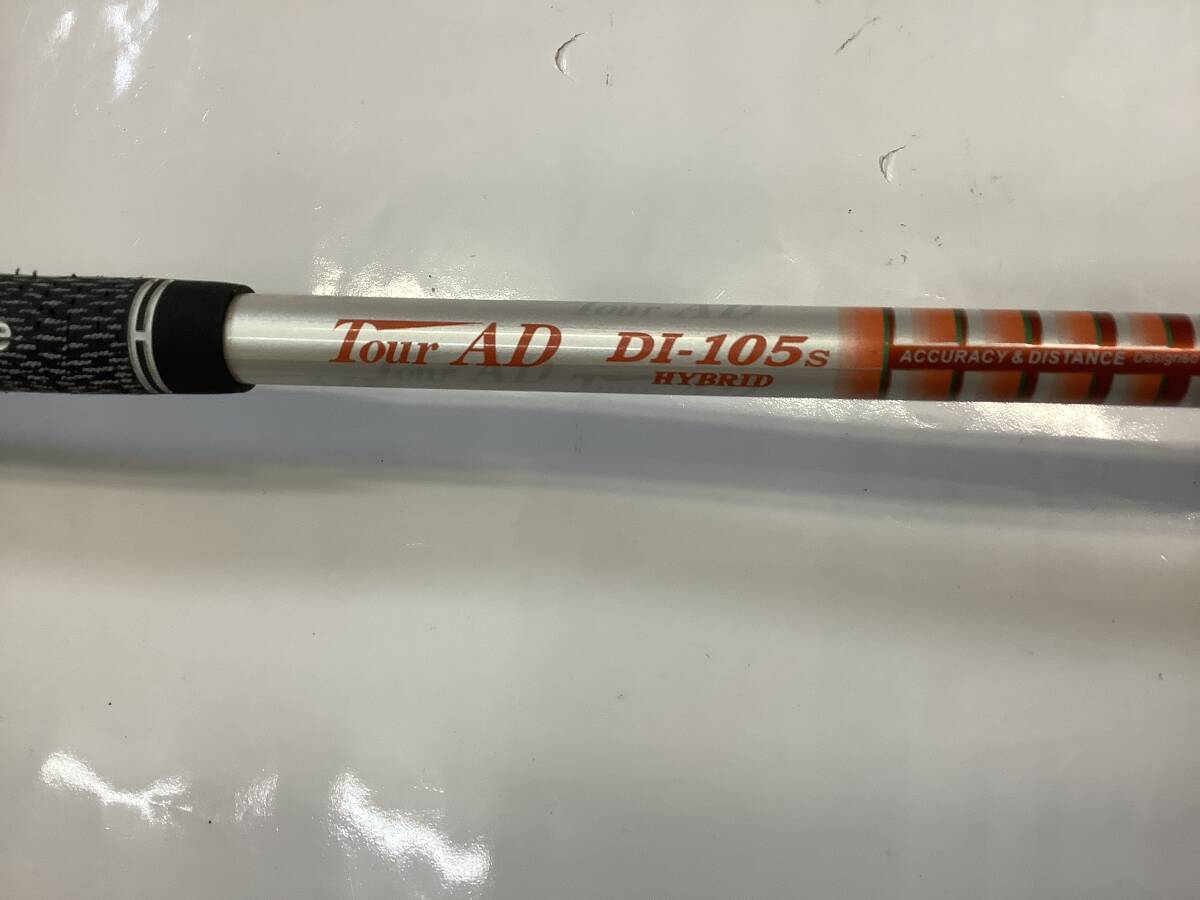 Tour AD DI-105s
HYBRID
ACCURACY & DISTANCE